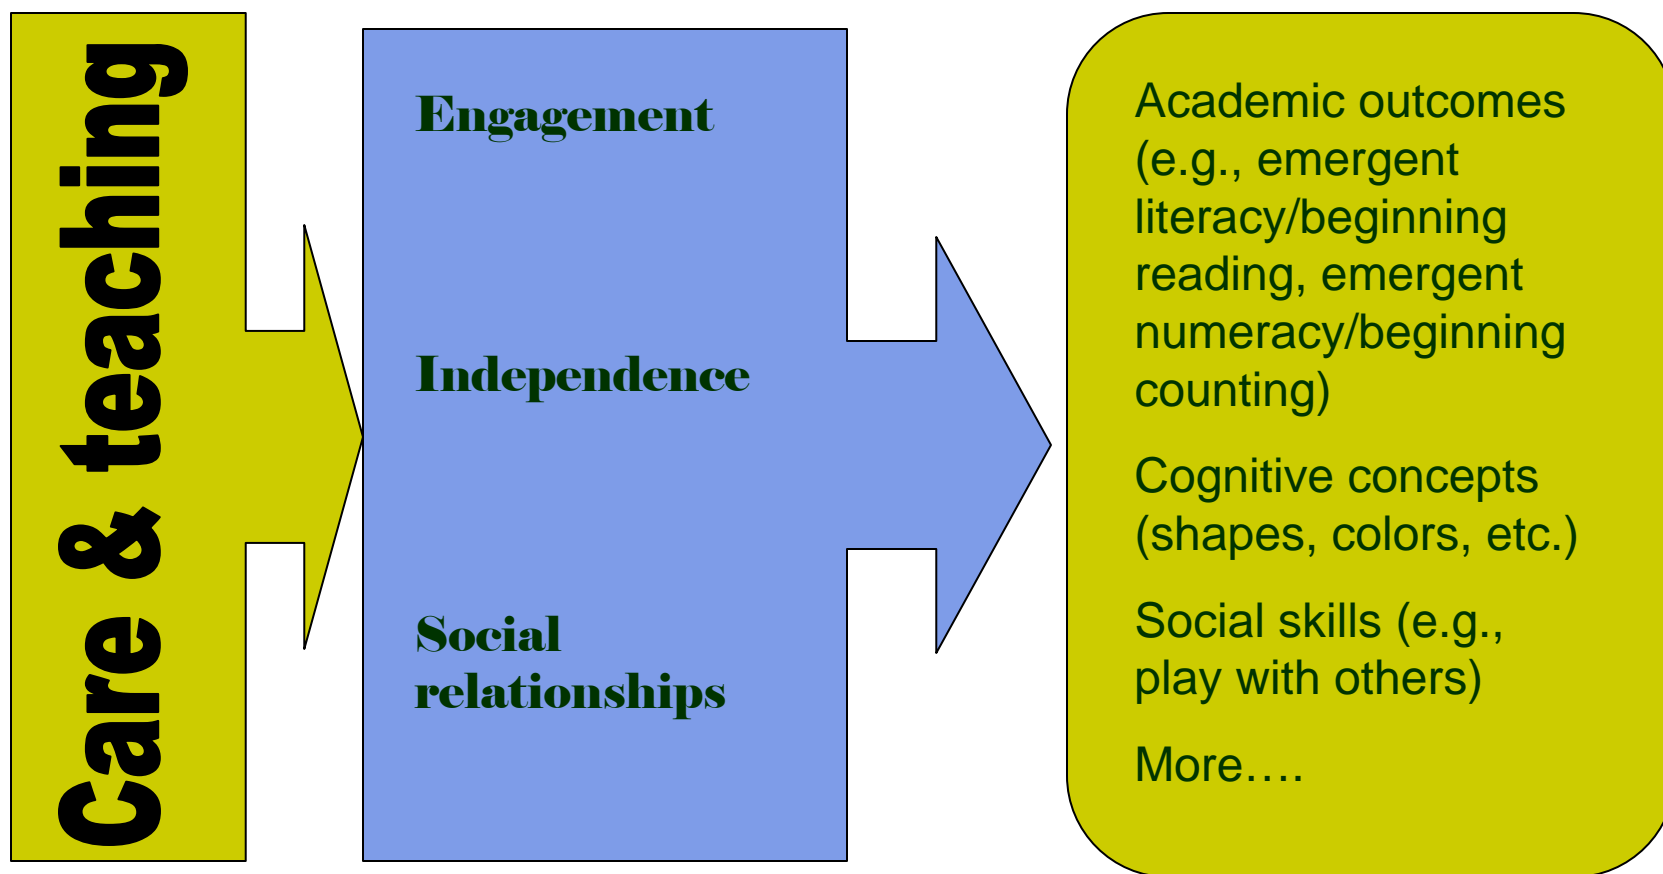 Care & teaching
Engagement
Independence
Social
relationships
Academic outcomes
(e.g., emergent
literacy/beginning
reading, emergent
numeracy/beginning
counting)
Cognitive concepts
(shapes, colors, etc.)
Social skills (e.g.,
play with others)
More….